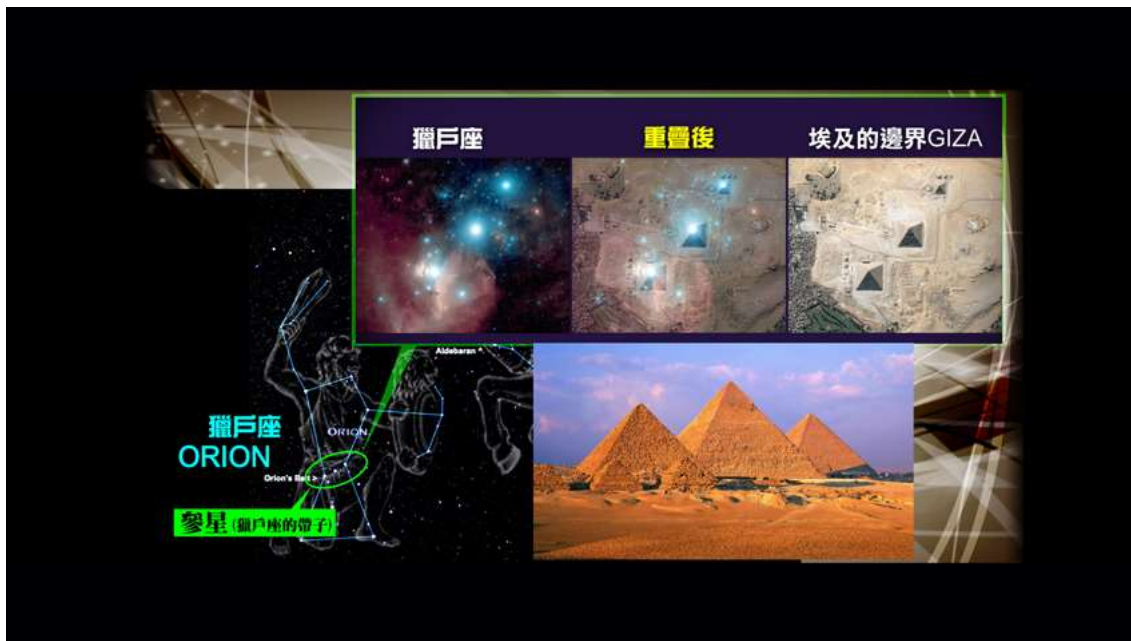 獵戶座
重疊後
埃及的邊界GIZA
Aldebaran ^
獵戶座
ORION
ORION
Orion's Belt >
參星(獵戶座的帶子)